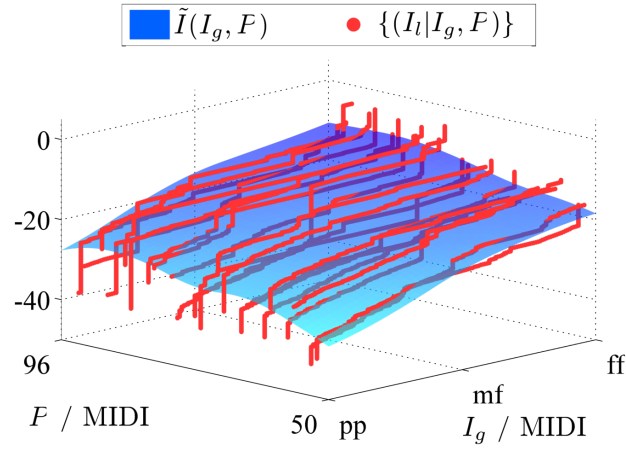 Ĩ(I_g, P) {(I_l|I_g, P)}
0
-20
-40
96
50 pp
mf
ff
P / MIDI
I_g / MIDI